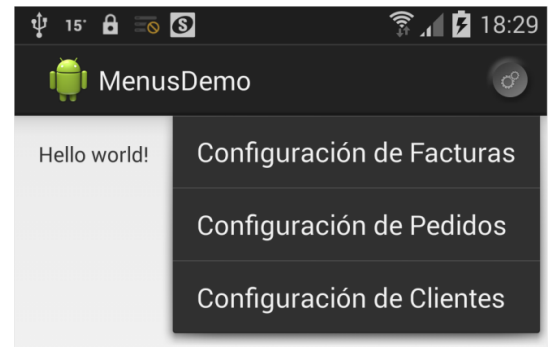 15°
S
18:29
MenusDemo
Hello world!
Configuración de Facturas
Configuración de Pedidos
Configuración de Clientes